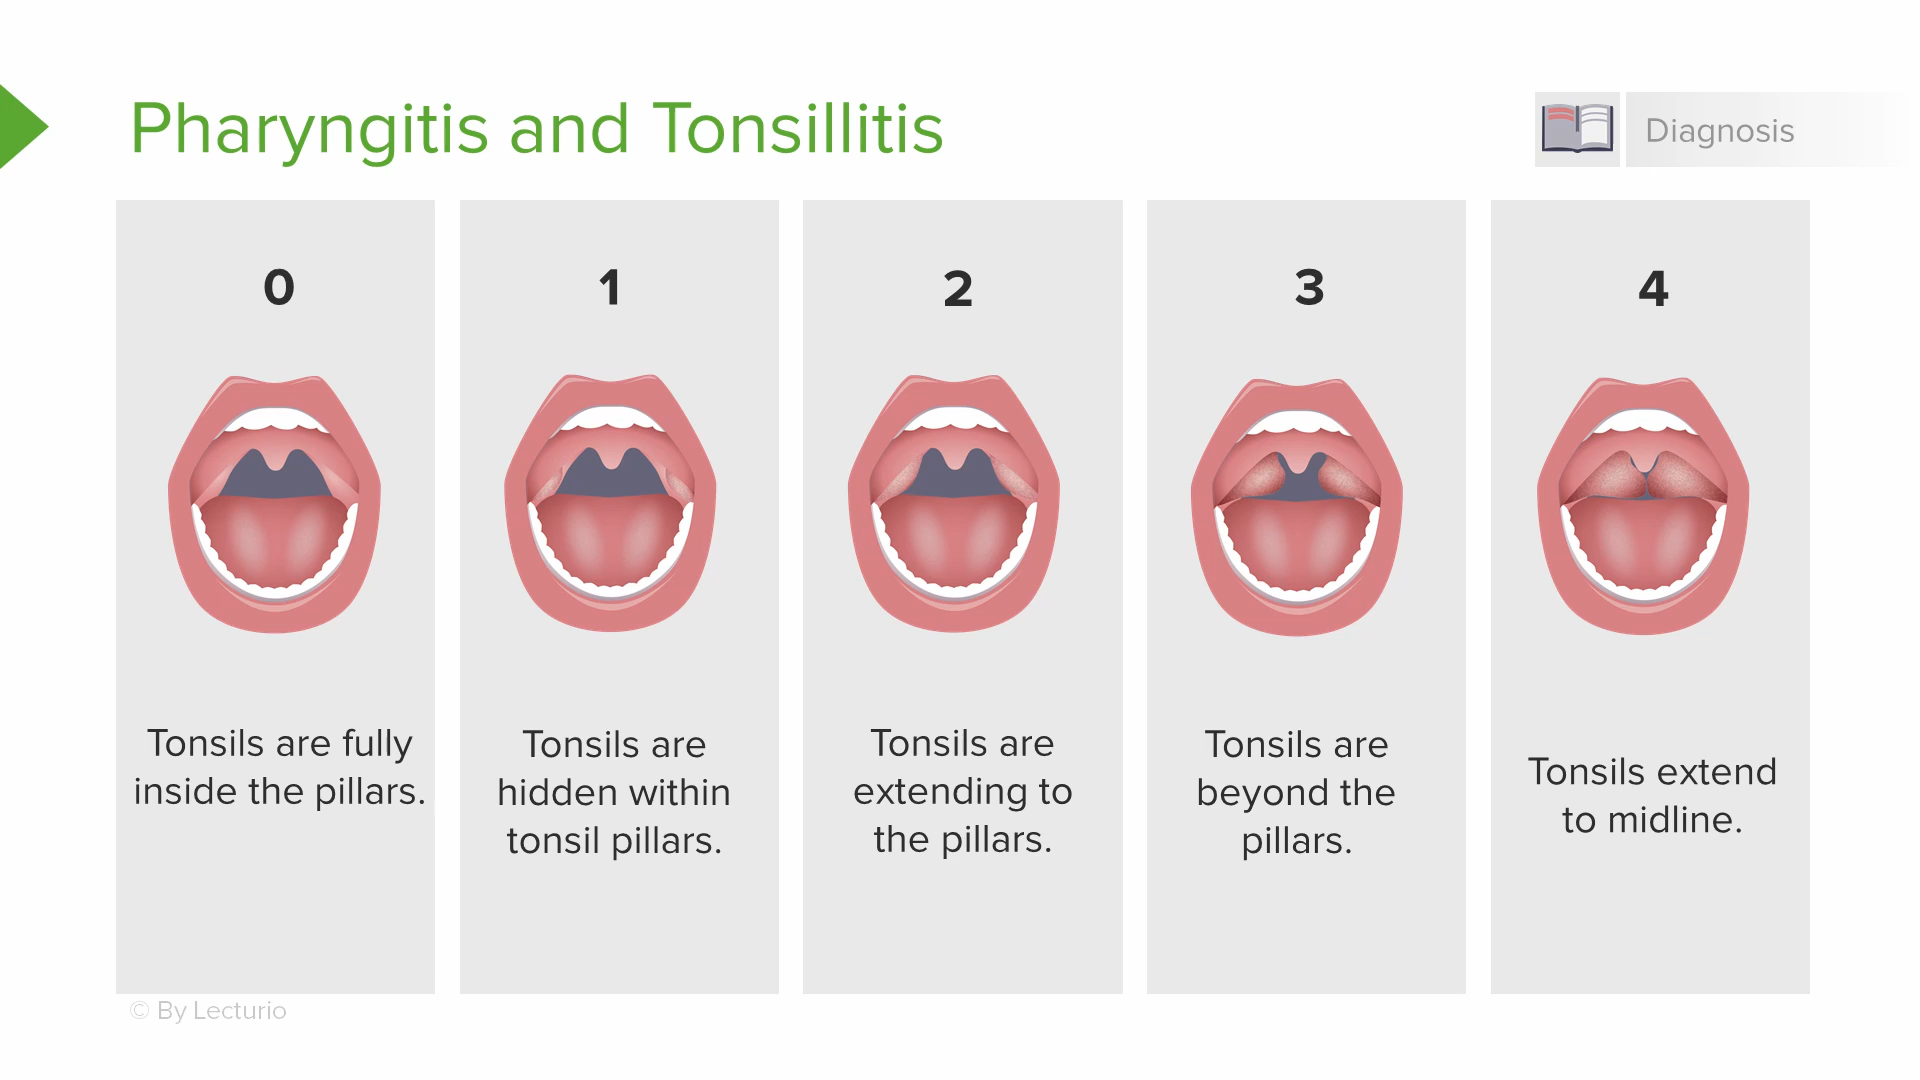 Pharyngitis and Tonsillitis
Diagnosis
0
Tonsils are fully
inside the pillars.
1
Tonsils are
hidden within
tonsil pillars.
2
Tonsils are
extending to
the pillars.
3
Tonsils are
beyond the
pillars.
4
Tonsils extend
to midline.
© By Lecturio